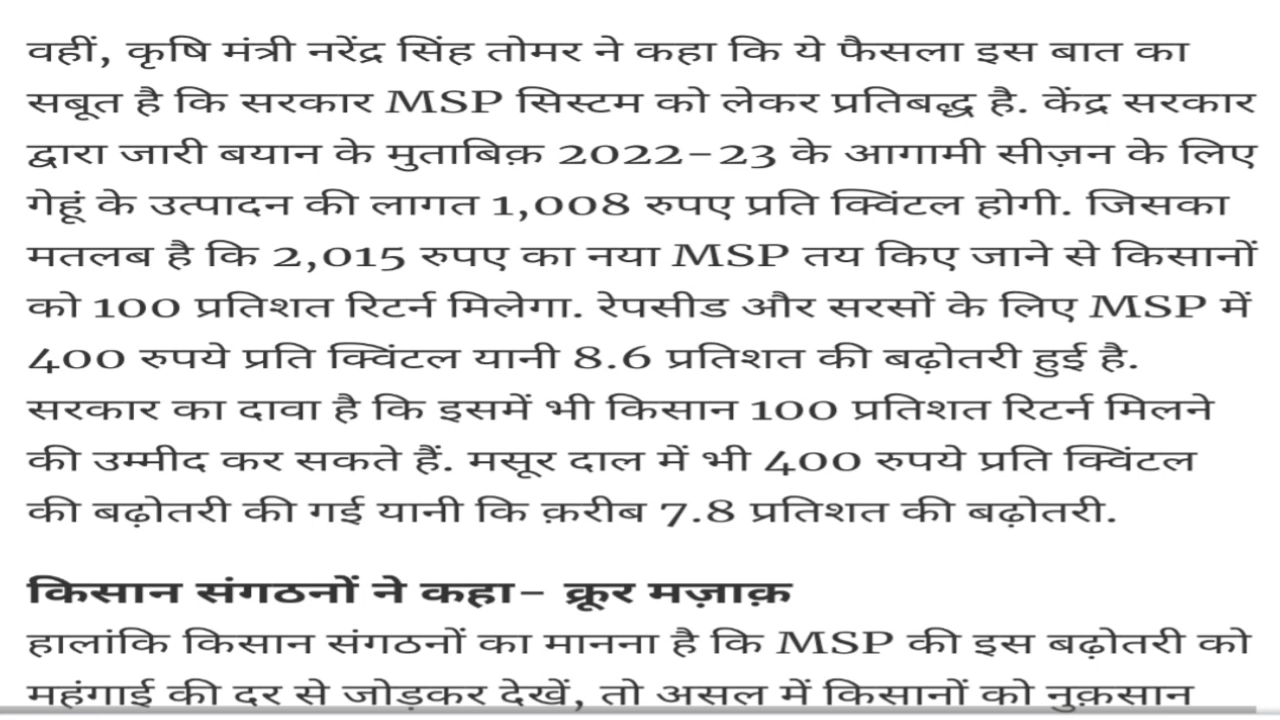 वहीं, कृषि मंत्री नरेंद्र सिंह तोमर ने कहा कि ये फैसला इस बात का
सबूत है कि सरकार MSP सिस्टम को लेकर प्रतिबद्ध है. केंद्र सरकार
द्वारा जारी बयान के मुताबिक़ 2022-23 के आगामी सीज़न के लिए
गेहूं के उत्पादन की लागत 1,008 रुपए प्रति क्विंटल होगी. जिसका
मतलब है कि 2,015 रुपए का नया MSP तय किए जाने से किसानों
को 100 प्रतिशत रिटर्न मिलेगा. रेपसीड और सरसों के लिए MSP में
400 रुपये प्रति क्विंटल यानी 8.6 प्रतिशत की बढ़ोतरी हुई है.
सरकार का दावा है कि इसमें भी किसान 100 प्रतिशत रिटर्न मिलने
की उम्मीद कर सकते हैं. मसूर दाल में भी 400 रुपये प्रति क्विंटल
की बढ़ोतरी की गई यानी कि क़रीब 7.8 प्रतिशत की बढ़ोतरी.
किसान संगठनों ने कहा- क्रूर मज़ाक़
हालांकि किसान संगठनों का मानना है कि MSP की इस बढ़ोतरी को
महंगाई की दर से जोड़कर देखें, तो असल में किसानों को नुक़सान